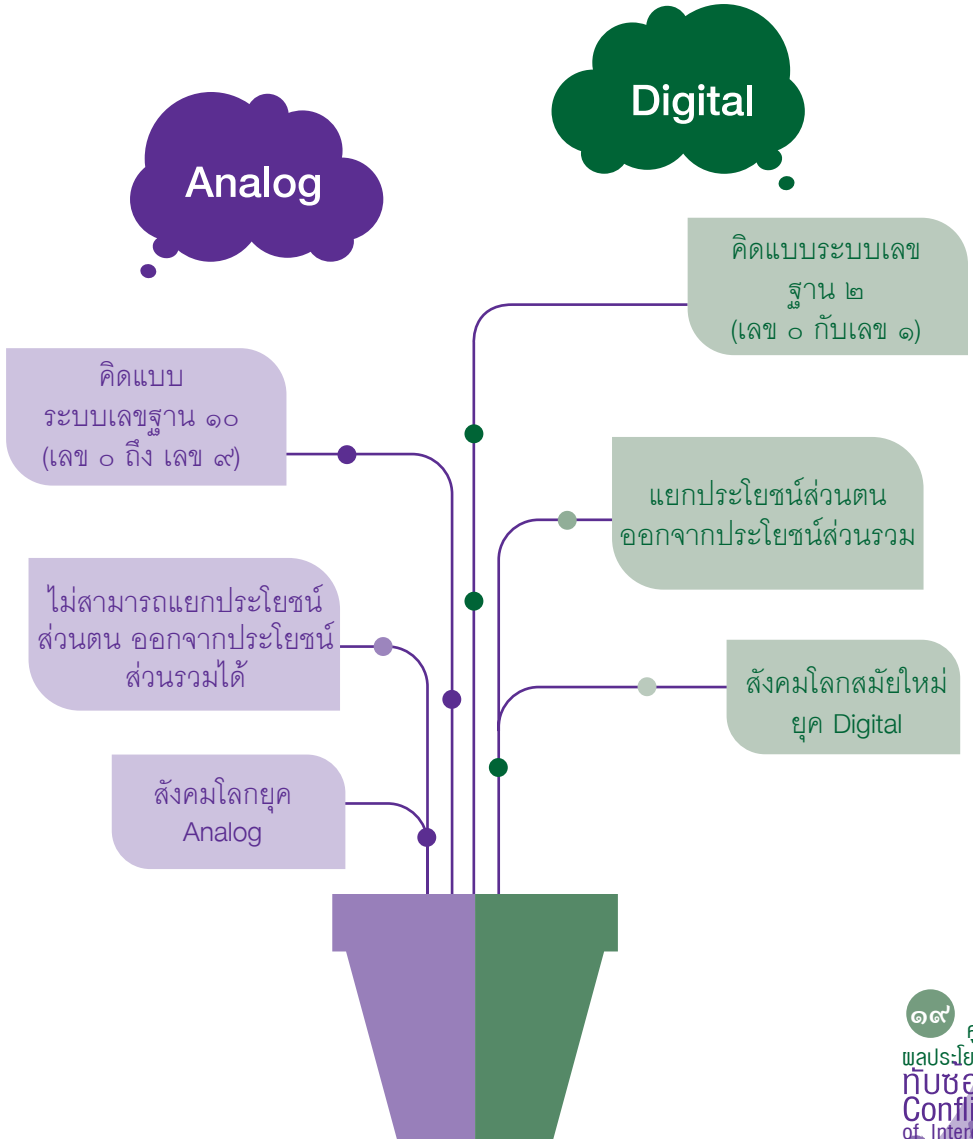 Analog
Digital
คิดแบบ
ระบบเลขฐาน ๑๐
(เลข ๐ ถึง เลข ๙)
ไม่สามารถแยกประโยชน์
ส่วนตน ออกจากประโยชน์
ส่วนรวมได้
สังคมโลกยุค
Analog
คิดแบบระบบเลข
ฐาน ๒
(เลข ๐ กับเลข ๑)
แยกประโยชน์ส่วนตน
ออกจากประโยชน์ส่วนรวม
สังคมโลกสมัยใหม่
ยุค Digital
๑๙